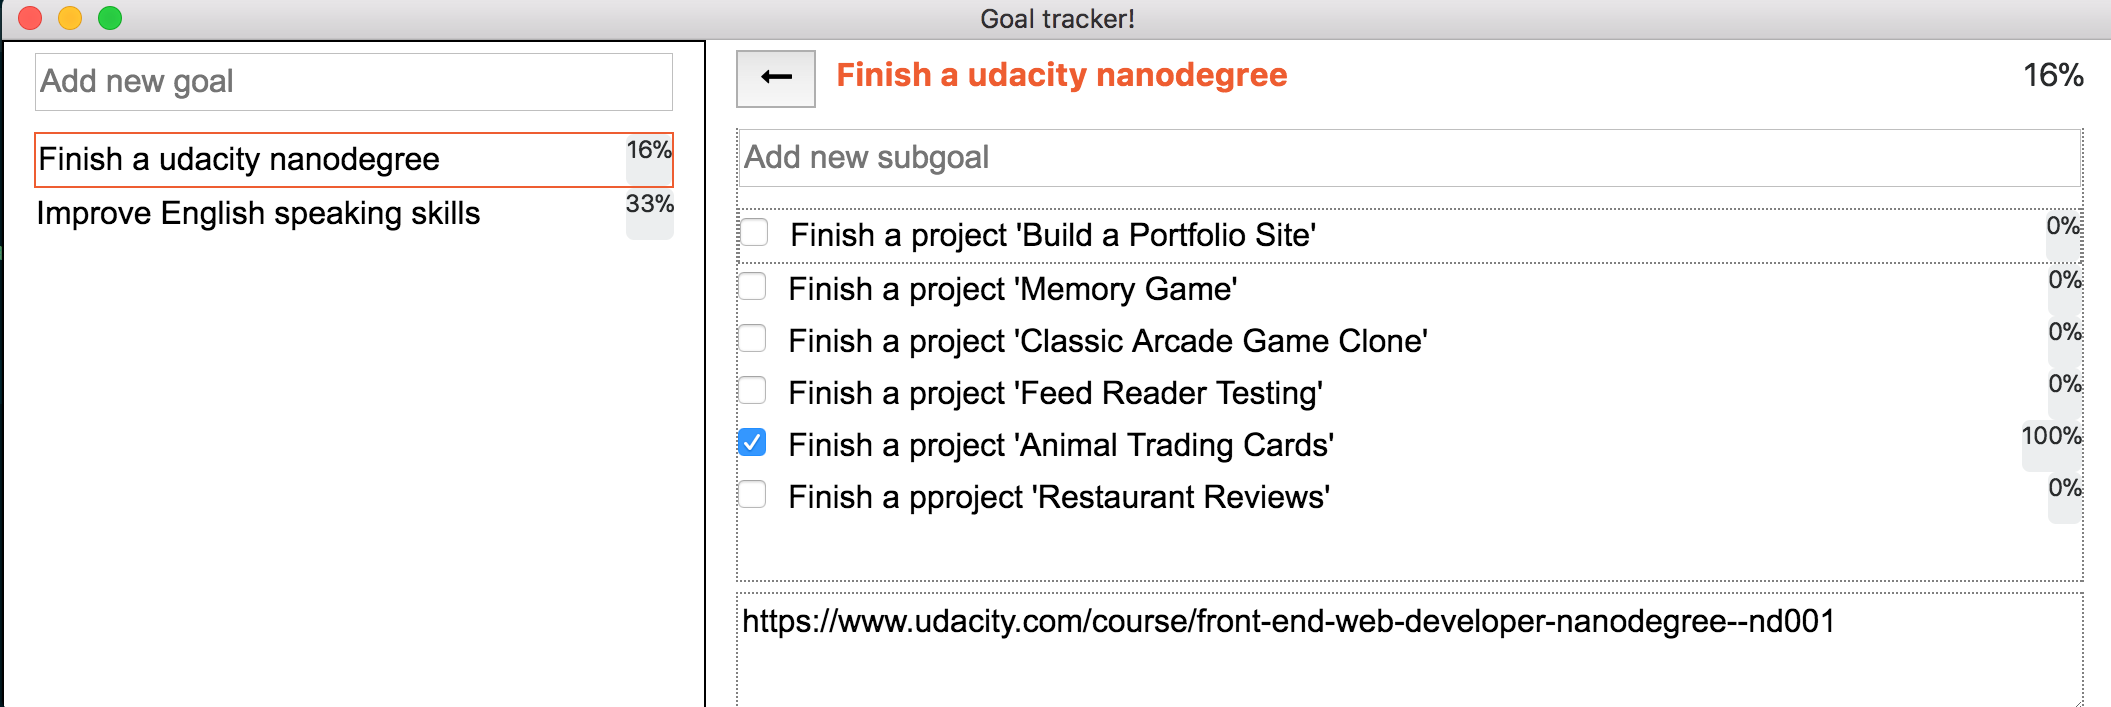 Goal tracker!
Add new goal
Finish a udacity nanodegree 16%
Improve English speaking skills 33%
Finish a udacity nanodegree 16%
Add new subgoal
Finish a project 'Build a Portfolio Site' 0%
Finish a project 'Memory Game' 0%
Finish a project 'Classic Arcade Game Clone' 0%
Finish a project 'Feed Reader Testing' 0%
Finish a project 'Animal Trading Cards' 100%
Finish a pproject 'Restaurant Reviews' 0%
https://www.udacity.com/course/front-end-web-developer-nanodegree--nd001